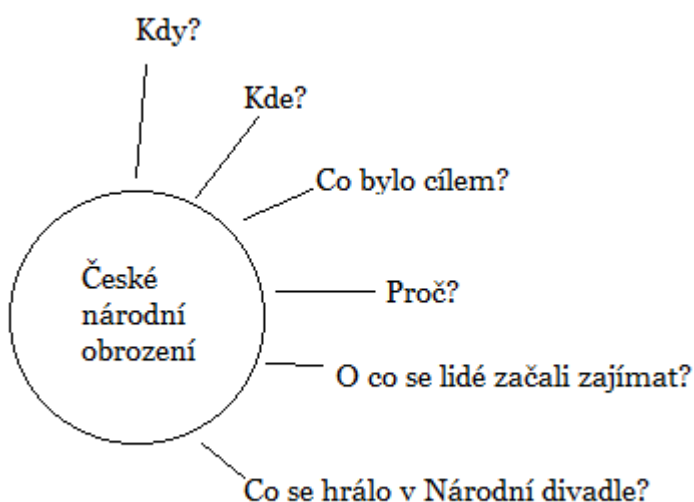 Kdy?
Kde?
Co bylo cílem?
České
národní
obrození
Proč?
O co se lidé začali zajímat?
Co se hrálo v Národní divadle?